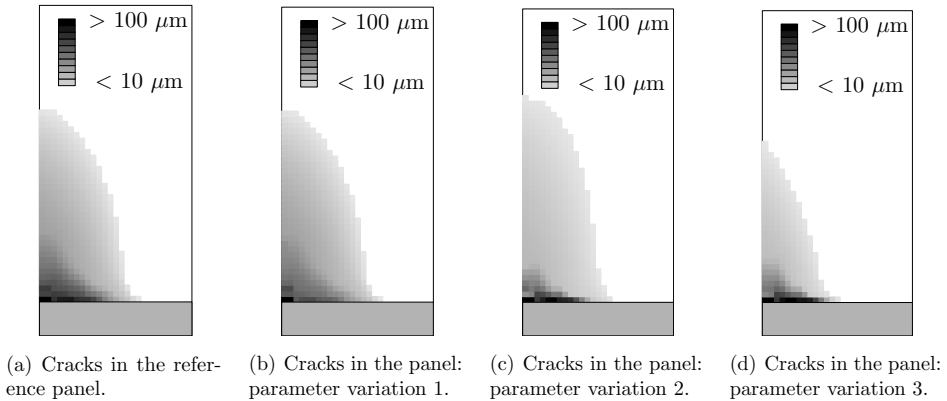 > 100 μm
< 10 μm
> 100 μm
< 10 μm
> 100 μm
< 10 μm
> 100 μm
< 10 μm
(a) Cracks in the refer-
ence panel.
(b) Cracks in the panel:
parameter variation 1.
(c) Cracks in the panel:
parameter variation 2.
(d) Cracks in the panel:
parameter variation 3.